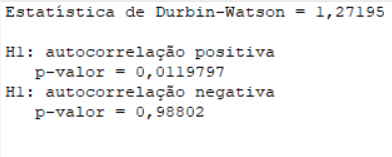 Estatística de Durbin-Watson = 1,27195
H1: autocorrelação positiva
p-valor = 0,0119797
H1: autocorrelação negativa
p-valor = 0,98802